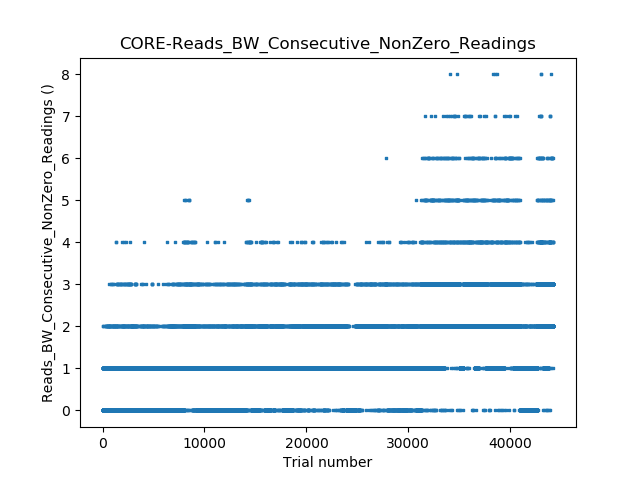 CORE-Reads_BW_Consecutive_NonZero_Readings
Reads_BW_Consecutive_NonZero_Readings ()
8
7
6
5
4
3
2
1
0
0 10000 20000 30000 40000
Trial number